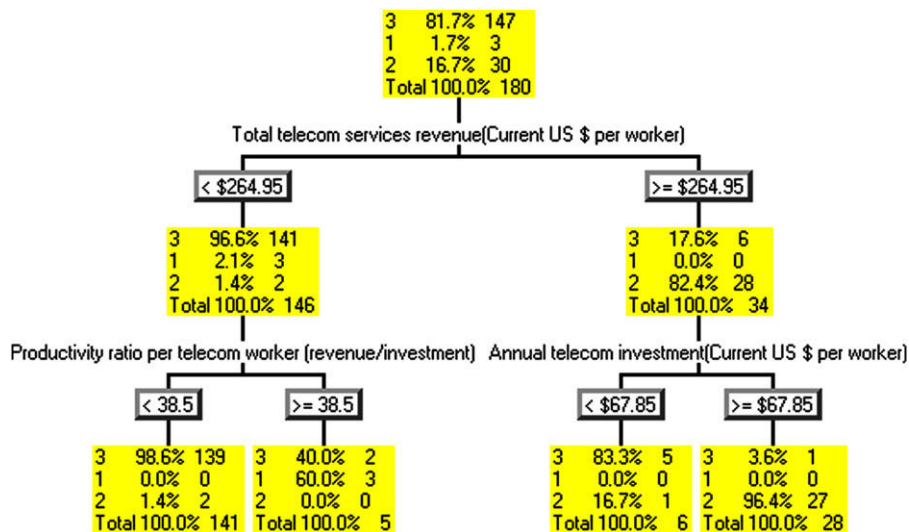 3 81.7% 147
1 1.7% 3
2 16.7% 30
Total 100.0% 180
Total telecom services revenue(Current US $ per worker)
< $264.95
>= $264.95
3 96.6% 141
1 2.1% 3
2 1.4% 2
Total 100.0% 146
3 17.6% 6
1 0.0% 0
2 82.4% 28
Total 100.0% 34
Productivity ratio per telecom worker (revenue/investment)
Annual telecom investment(Current US $ per worker)
< 38.5
>= 38.5
< $67.85
>= $67.85
3 98.6% 139
1 0.0% 0
2 1.4% 2
Total 100.0% 141
3 40.0% 2
1 60.0% 3
2 0.0% 0
Total 100.0% 5
3 83.3% 5
1 0.0% 0
2 16.7% 1
Total 100.0% 6
3 3.6% 1
1 0.0% 0
2 96.4% 27
Total 100.0% 28